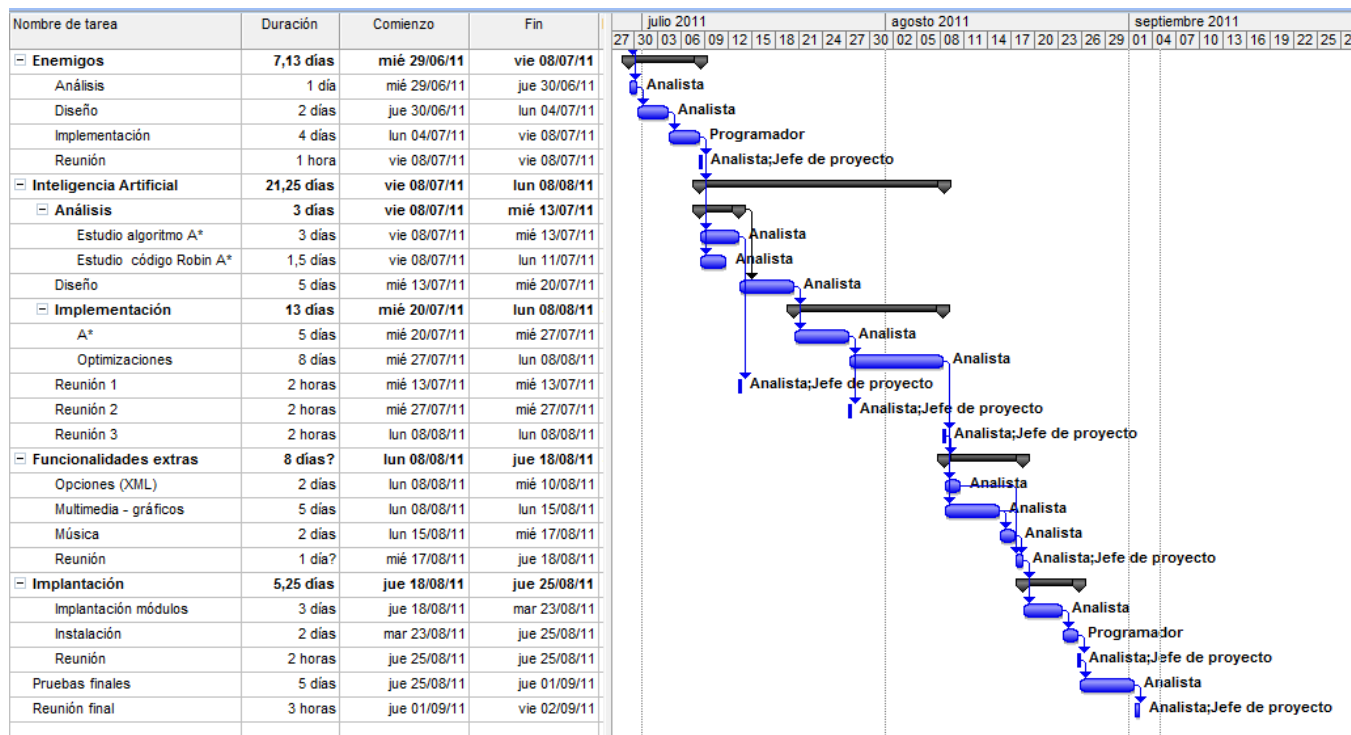 Nombre de tarea Duración Comienzo Fin julio 2011 agosto 2011 septiembre 2011
27 30 03 06 09 12 15 18 21 24 27 30 02 05 08 11 14 17 20 23 26 29 01 04 07 10 13 16 19 22 25 2
Enemigos 7,13 días mié 29/06/11 vie 08/07/11
Análisis 1 día mié 29/06/11 jue 30/06/11 Analista
Diseño 2 días jue 30/06/11 lun 04/07/11 Analista
Implementación 4 días lun 04/07/11 vie 08/07/11 Programador
Reunión 1 hora vie 08/07/11 vie 08/07/11 Analista;Jefe de proyecto
Inteligencia Artificial 21,25 días vie 08/07/11 lun 08/08/11
Análisis 3 días vie 08/07/11 mié 13/07/11
Estudio algoritmo A* 3 días vie 08/07/11 mié 13/07/11 Analista
Estudio código Robin A* 1,5 días vie 08/07/11 lun 11/07/11 Analista
Diseño 5 días mié 13/07/11 mié 20/07/11 Analista
Implementación 13 días mié 20/07/11 lun 08/08/11
A* 5 días mié 20/07/11 mié 27/07/11 Analista
Optimizaciones 8 días mié 27/07/11 lun 08/08/11 Analista
Reunión 1 2 horas mié 13/07/11 mié 13/07/11 Analista;Jefe de proyecto
Reunión 2 2 horas mié 27/07/11 mié 27/07/11 Analista;Jefe de proyecto
Reunión 3 2 horas lun 08/08/11 lun 08/08/11 Analista;Jefe de proyecto
Funcionalidades extras 8 días? lun 08/08/11 jue 18/08/11
Opciones (XML) 2 días lun 08/08/11 mié 10/08/11 Analista
Multimedia - gráficos 5 días lun 08/08/11 lun 15/08/11 Analista
Música 2 días lun 15/08/11 mié 17/08/11 Analista
Reunión 1 día? mié 17/08/11 jue 18/08/11 Analista;Jefe de proyecto
Implantación 5,25 días jue 18/08/11 jue 25/08/11
Implantación módulos 3 días jue 18/08/11 mar 23/08/11 Analista
Instalación 2 días mar 23/08/11 jue 25/08/11 Programador
Reunión 2 horas jue 25/08/11 jue 25/08/11 Analista;Jefe de proyecto
Pruebas finales 5 días jue 25/08/11 jue 01/09/11 Analista
Reunión final 3 horas jue 01/09/11 vie 02/09/11 Analista;Jefe de proyecto